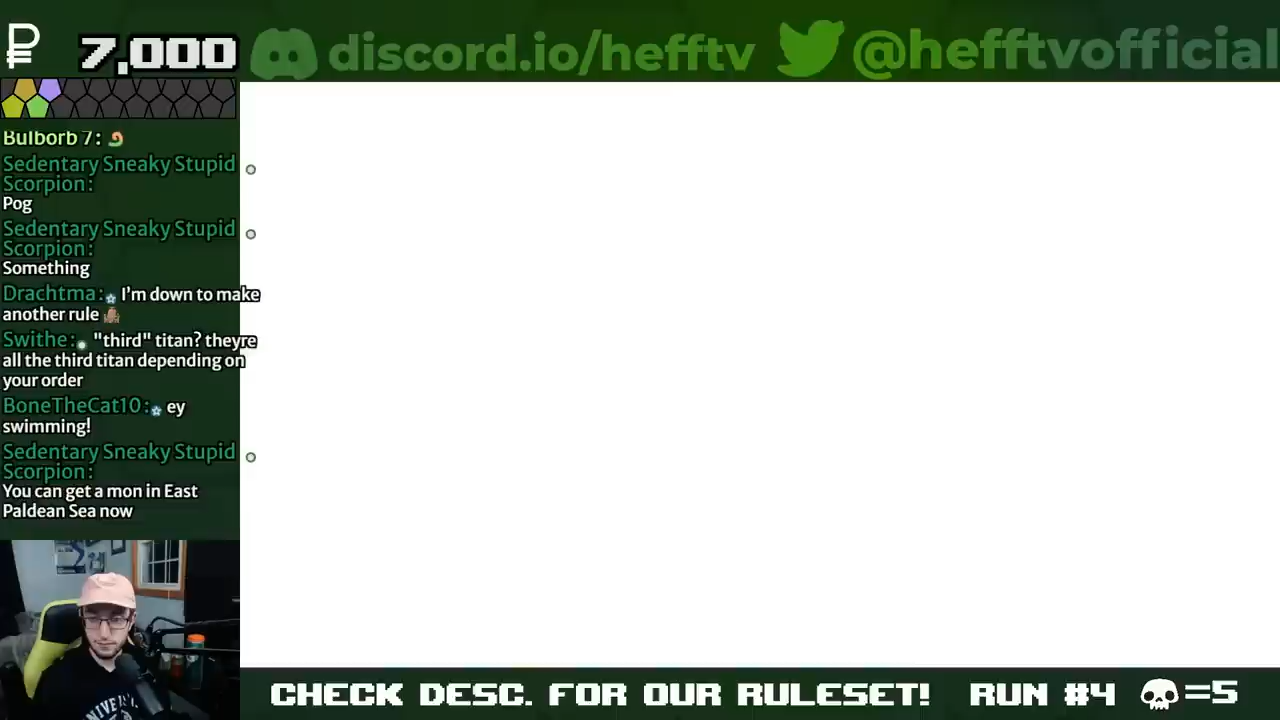 7,000
discord.io/hefftv
@hefftvofficial
Bulborb 7:
Sedentary Sneaky Stupid
Scorpion:
Pog
Sedentary Sneaky Stupid
Scorpion:
Something
Drachtma: I'm down to make
another rule
Swithe: "third" titan? theyre
all the third titan depending on
your order
BoneTheCat10: ey
swimming!
Sedentary Sneaky Stupid
Scorpion:
You can get a mon in East
Paldean Sea now
CHECK DESC. FOR OUR RULESET! RUN #4 =5